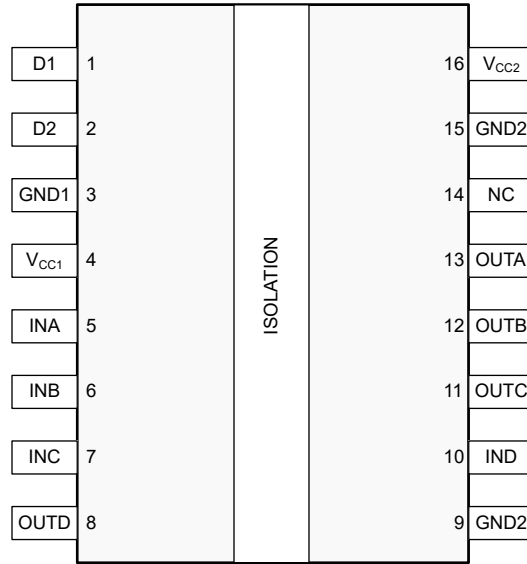 D1 1 16 VCC2
D2 2 15 GND2
GND1 3 14 NC
VCC1 4 13 OUTA
ISOLATION
INA 5 12 OUTB
INB 6 11 OUTC
INC 7 10 IND
OUTD 8 9 GND2